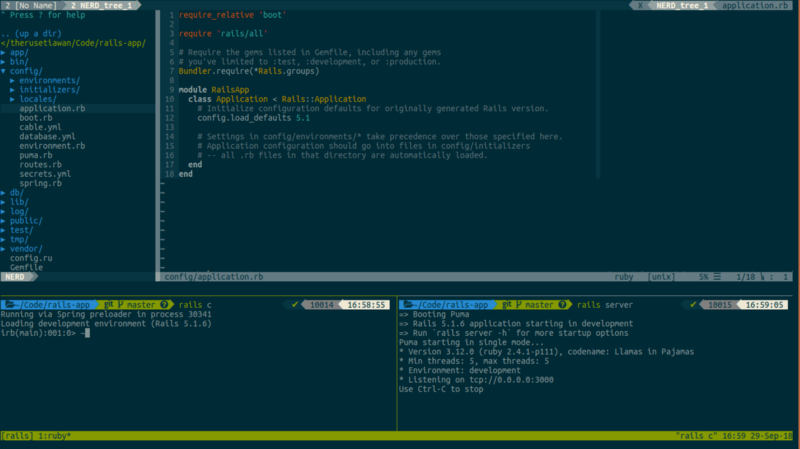 2 [No Name] 2 NERD_tree_1 X NERD_tree_1 application.rb
" Press ? for help
.. (up a dir)
</therusetiawan/Code/rails-app/
▶ app/
▶ bin/
▼ config/
▶ environments/
▶ initializers/
▶ locales/
application.rb
boot.rb
cable.yml
database.yml
environment.rb
puma.rb
routes.rb
secrets.yml
spring.rb
▶ db/
▶ lib/
▶ log/
▶ public/
▶ test/
▶ tmp/
▶ vendor/
config.ru
Gemfile
NERD
1 require_relative 'boot'
2
3 require 'rails/all'
4
5 # Require the gems listed in Gemfile, including any gems
6 # you've limited to :test, :development, or :production.
7 Bundler.require(*Rails.groups)
8
9 module RailsApp
10 class Application < Rails::Application
11 # Initialize configuration defaults for originally generated Rails version.
12 config.load_defaults 5.1
13
14 # Settings in config/environments/* take precedence over those specified here.
15 # Application configuration should go into files in config/initializers
16 # -- all .rb files in that directory are automatically loaded.
17 end
18 end
~
~
~
~
~
~
~
~
config/application.rb ruby [unix] 5% ☰ 1/18 : 1
~/Code/rails-app git master rails c ✔ 10014 16:58:55
Running via Spring preloader in process 30341
Loading development environment (Rails 5.1.6)
irb(main):001:0> ~
~/Code/rails-app git master rails server ✔ 10015 16:59:05
=> Booting Puma
=> Rails 5.1.6 application starting in development
=> Run `rails server -h` for more startup options
Puma starting in single mode...
* Version 3.12.0 (ruby 2.4.1-p111), codename: Llamas in Pajamas
* Min threads: 5, max threads: 5
* Environment: development
* Listening on tcp://0.0.0.0:3000
Use Ctrl-C to stop
[rails] 1:ruby* "rails c" 16:59 29-Sep-18